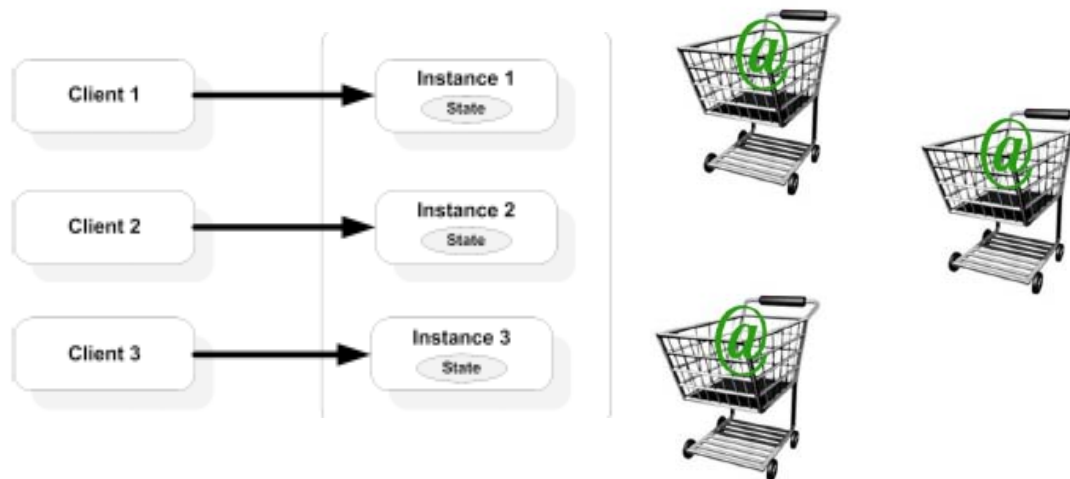 Client 1
Instance 1
State
@
Client 2
Instance 2
State
@
Client 3
Instance 3
State
@